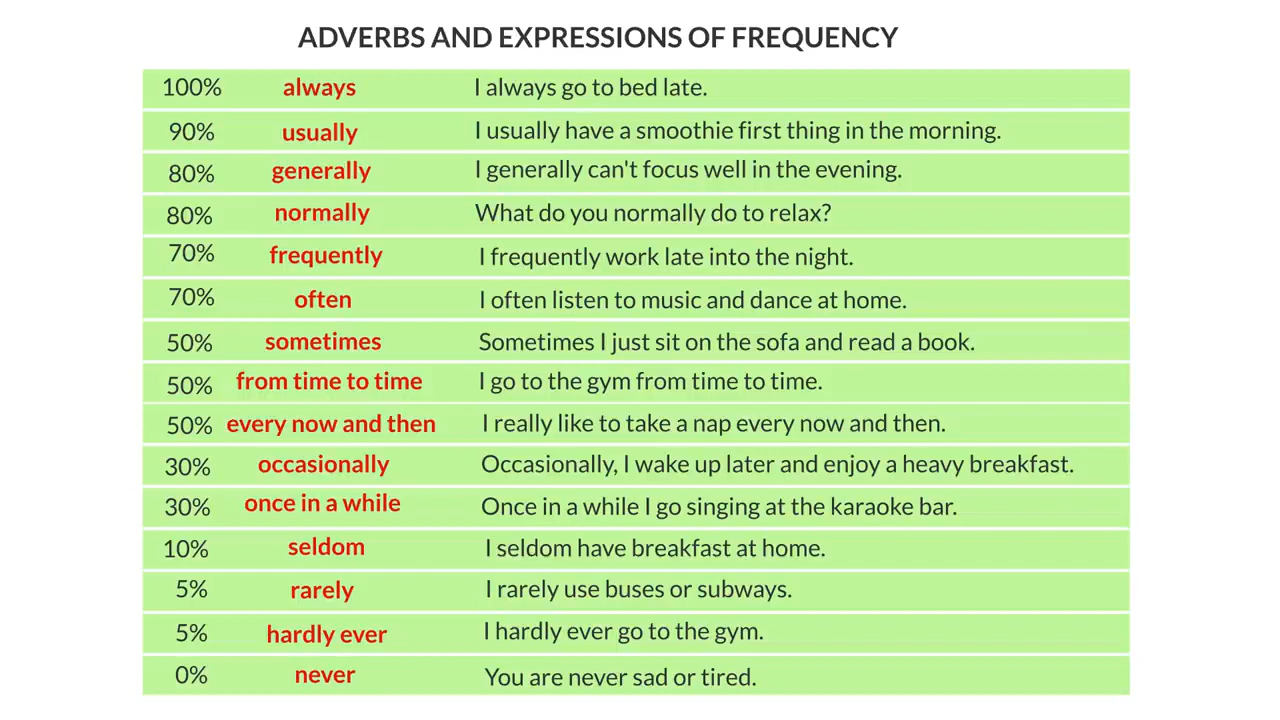 ADVERBS AND EXPRESSIONS OF FREQUENCY
100% always I always go to bed late.
90% usually I usually have a smoothie first thing in the morning.
80% generally I generally can't focus well in the evening.
80% normally What do you normally do to relax?
70% frequently I frequently work late into the night.
70% often I often listen to music and dance at home.
50% sometimes Sometimes I just sit on the sofa and read a book.
50% from time to time I go to the gym from time to time.
50% every now and then I really like to take a nap every now and then.
30% occasionally Occasionally, I wake up later and enjoy a heavy breakfast.
30% once in a while Once in a while I go singing at the karaoke bar.
10% seldom I seldom have breakfast at home.
5% rarely I rarely use buses or subways.
5% hardly ever I hardly ever go to the gym.
0% never You are never sad or tired.